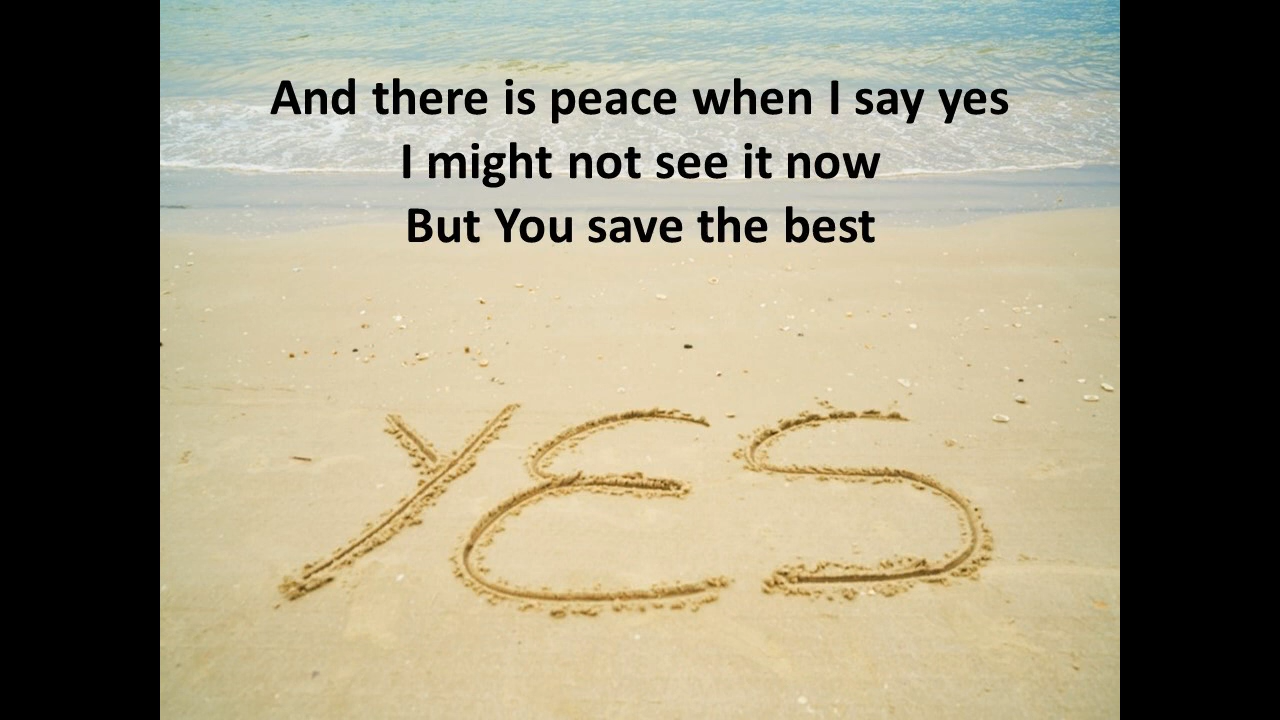 And there is peace when I say yes
I might not see it now
But You save the best
YES